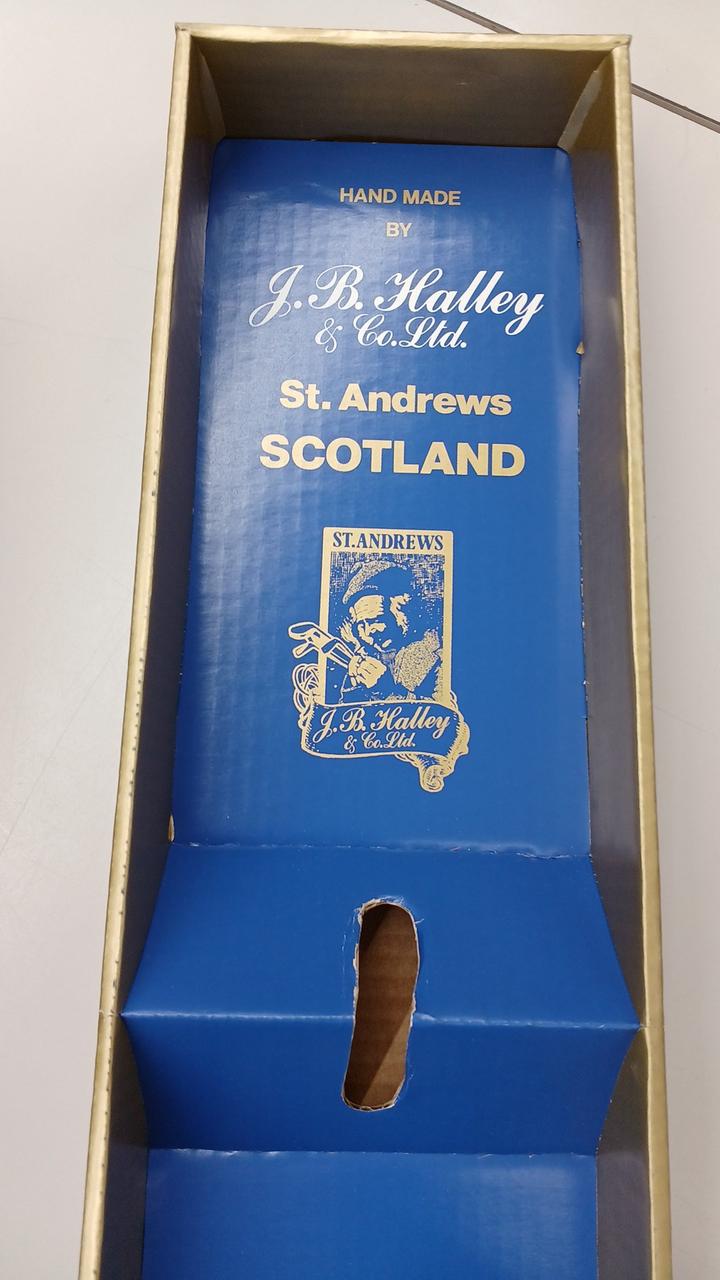 HAND MADE
BY
J.B. Halley
& Co.Ltd.
St. Andrews
SCOTLAND
ST.ANDREWS
J.B. Halley
& Co.Ltd.